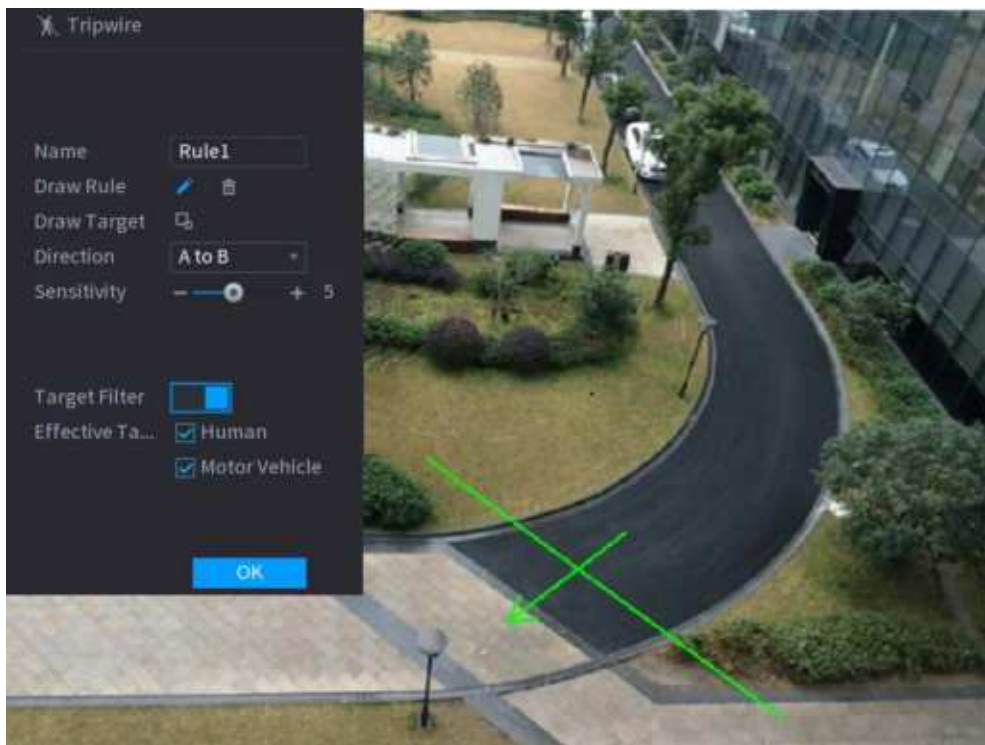 Tripwire
Name Rule1
Draw Rule
Draw Target
Direction A to B
Sensitivity - + 5
Target Filter
Effective Ta... Human
Motor Vehicle
OK